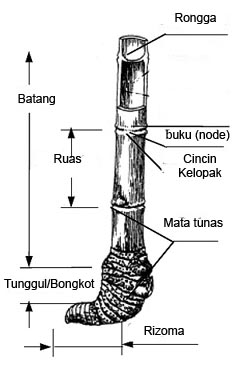 Rongga
Batang
buku (node)
Cincin
Kelopak
Ruas
Mata tunas
Tunggul/Bongkot
Rizoma